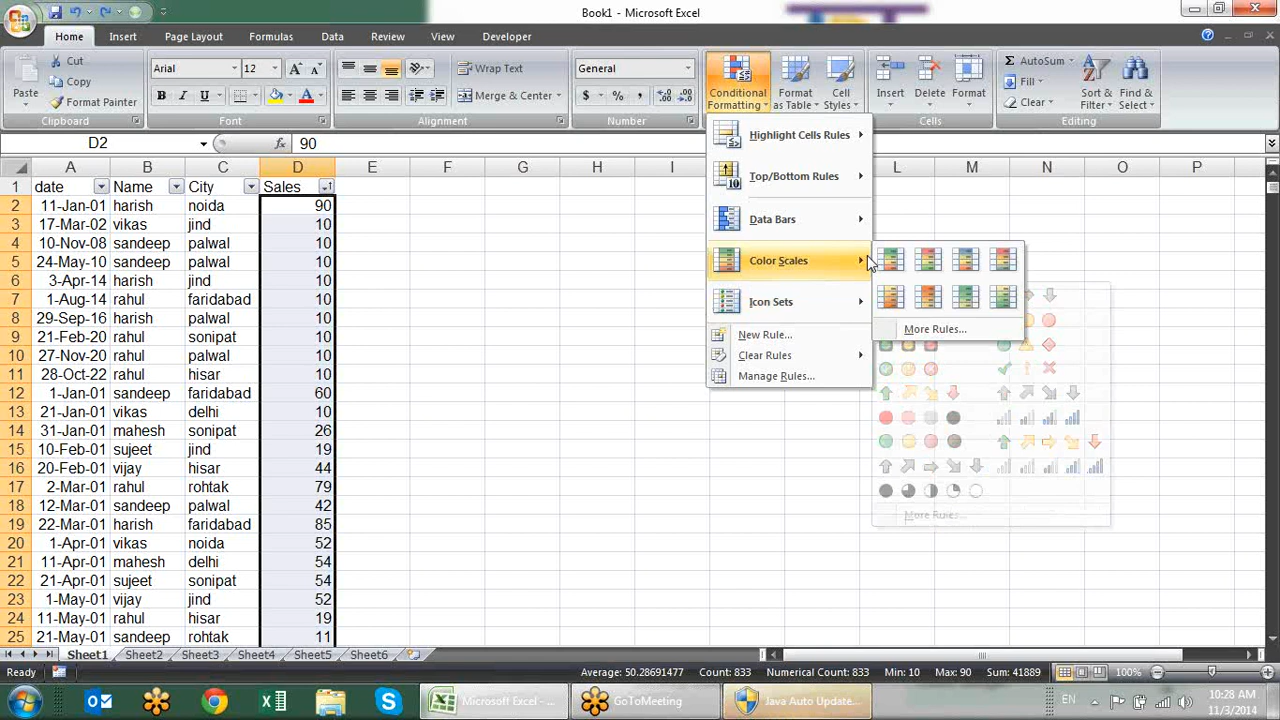 Book1 - Microsoft Excel
Home Insert Page Layout Formulas Data Review View Developer
Paste Cut Copy Format Painter
Clipboard
Arial 12 A A
B I U A
Font
Wrap Text
Merge & Center
Alignment
General
$ % , .0 .00 .00 .0
Number
Conditional Formatting
Format as Table
Cell Styles
Insert Delete Format
Cells
Σ AutoSum
Fill
Clear
Sort & Filter
Find & Select
Editing
D2 90
A B C D E F G H I L M N O P
1 date Name City Sales
2 11-Jan-01 harish noida 90
3 17-Mar-02 vikas jind 10
4 10-Nov-08 sandeep palwal 10
5 24-May-10 sandeep palwal 10
6 3-Apr-14 harish jind 10
7 1-Aug-14 rahul faridabad 10
8 29-Sep-16 harish palwal 10
9 21-Feb-20 rahul sonipat 10
10 27-Nov-20 rahul palwal 10
11 28-Oct-22 rahul hisar 10
12 1-Jan-01 sandeep faridabad 60
13 21-Jan-01 vikas delhi 10
14 31-Jan-01 mahesh sonipat 26
15 10-Feb-01 sujeet jind 19
16 20-Feb-01 vijay hisar 44
17 2-Mar-01 rahul rohtak 79
18 12-Mar-01 sandeep palwal 42
19 22-Mar-01 harish faridabad 85
20 1-Apr-01 vikas noida 52
21 11-Apr-01 mahesh delhi 54
22 21-Apr-01 sujeet sonipat 54
23 1-May-01 vijay jind 52
24 11-May-01 rahul hisar 19
25 21-May-01 sandeep rohtak 11
Highlight Cells Rules
Top/Bottom Rules
Data Bars
Color Scales
Icon Sets
New Rule...
Clear Rules
Manage Rules...
More Rules...
More Rules...
Sheet1 Sheet2 Sheet3 Sheet4 Sheet5 Sheet6
Ready Average: 50.28691477 Count: 833 Numerical Count: 833 Min: 10 Max: 90 Sum: 41889 100%
Microsoft Excel - ... GoToMeeting Java Auto Update... EN 10:28 AM
11/3/2014